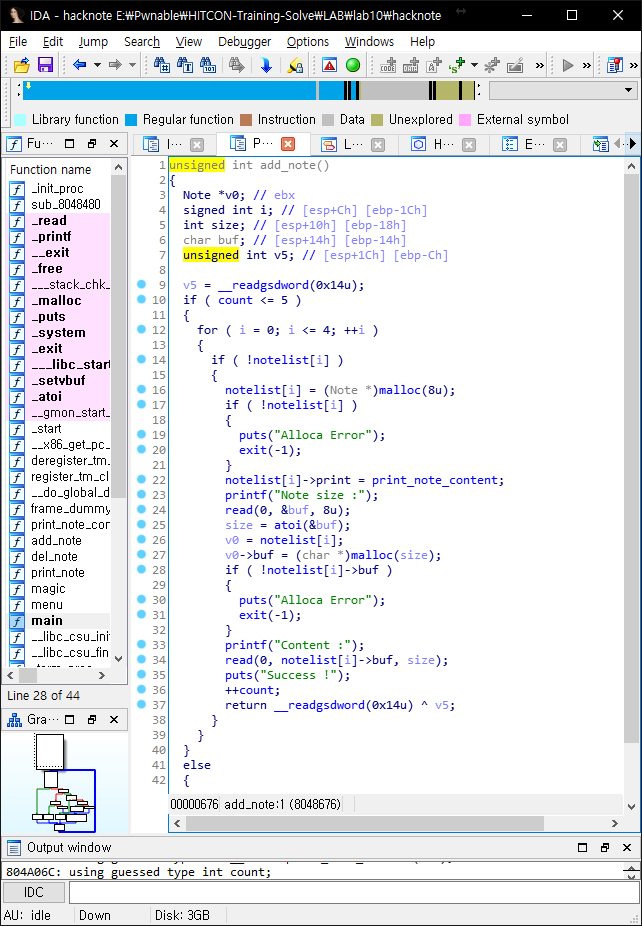 IDA - hacknote E:₩Pwnable₩HITCON-Training-Solve₩LAB₩lab10₩hacknote
File Edit Jump Search View Debugger Options Windows Help
Library function Regular function Instruction Data Unexplored External symbol
Fu··· I··· P··· L··· H··· E···
Function name
_init_proc
sub_8048480
_read
_printf
__exit
_free
___stack_chk_
_malloc
_puts
_system
_exit
___libc_start
_setvbuf
_atoi
__gmon_start_
_start
__x86_get_pc_
deregister_tm_
register_tm_cl
__do_global_d
frame_dummy
print_note_con
add_note
del_note
print_note
magic
menu
main
__libc_csu_init
__libc_csu_fin
Line 28 of 44
Gra···
1 unsigned int add_note()
2 {
3 Note *v0; // ebx
4 signed int i; // [esp+Ch] [ebp-1Ch]
5 int size; // [esp+10h] [ebp-18h]
6 char buf; // [esp+14h] [ebp-14h]
7 unsigned int v5; // [esp+1Ch] [ebp-Ch]
8
9 v5 = __readgsdword(0x14u);
10 if ( count <= 5 )
11 {
12 for ( i = 0; i <= 4; ++i )
13 {
14 if ( !notelist[i] )
15 {
16 notelist[i] = (Note *)malloc(8u);
17 if ( !notelist[i] )
18 {
19 puts("Alloca Error");
20 exit(-1);
21 }
22 notelist[i]->print = print_note_content;
23 printf("Note size :");
24 read(0, &buf, 8u);
25 size = atoi(&buf);
26 v0 = notelist[i];
27 v0->buf = (char *)malloc(size);
28 if ( !notelist[i]->buf )
29 {
30 puts("Alloca Error");
31 exit(-1);
32 }
33 printf("Content :");
34 read(0, notelist[i]->buf, size);
35 puts("Success !");
36 ++count;
37 return __readgsdword(0x14u) ^ v5;
38 }
39 }
40 }
41 else
42 {
00000676 add_note:1 (8048676)
Output window
804A06C: using guessed type int count;
IDC
AU: idle Down Disk: 3GB